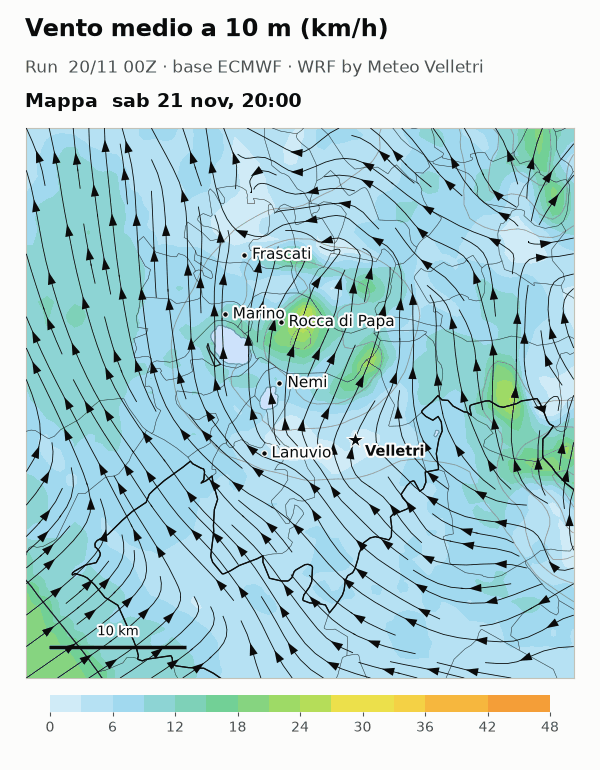 Vento medio a 10 m (km/h)
Run  20/11 00Z · base ECMWF · WRF by Meteo Velletri
Mappa  sab 21 nov, 20:00
Frascati
Marino
Rocca di Papa
Nemi
Velletri
Lanuvio
10 km
0 6 12 18 24 30 36 42 48